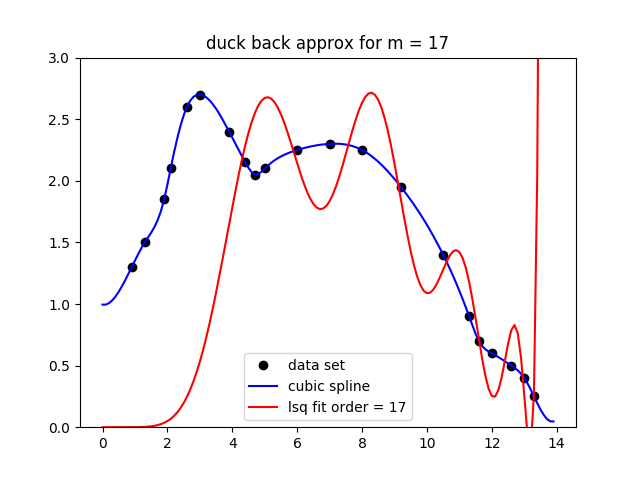 duck back approx for m = 17
3.0
2.5
2.0
1.5
1.0
0.5
0.0
data set
cubic spline
lsq fit order = 17
0 2 4 6 8 10 12 14